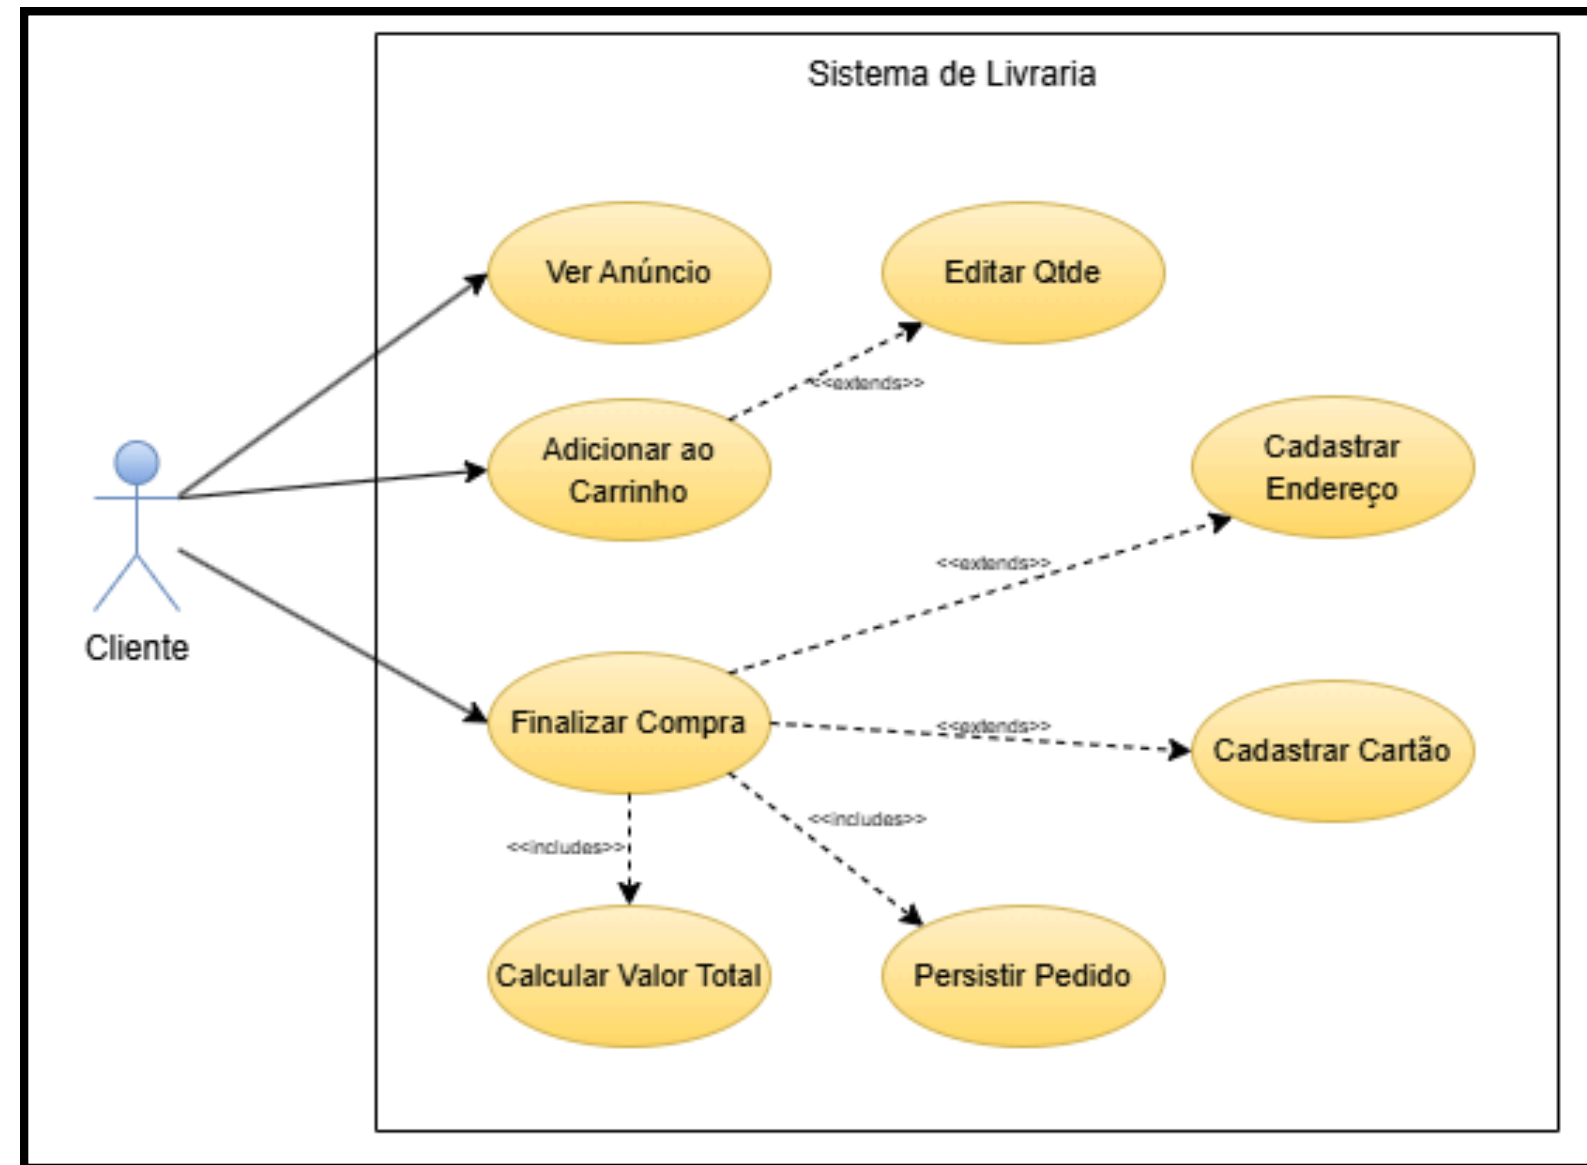 Sistema de Livraria
Ver Anúncio
Editar Qtde
<<extends>>
Adicionar ao
Carrinho
Cadastrar
Endereço
<<extends>>
Cliente
Finalizar Compra
<<extends>>
Cadastrar Cartão
<<includes>>
<<includes>>
Calcular Valor Total
Persistir Pedido